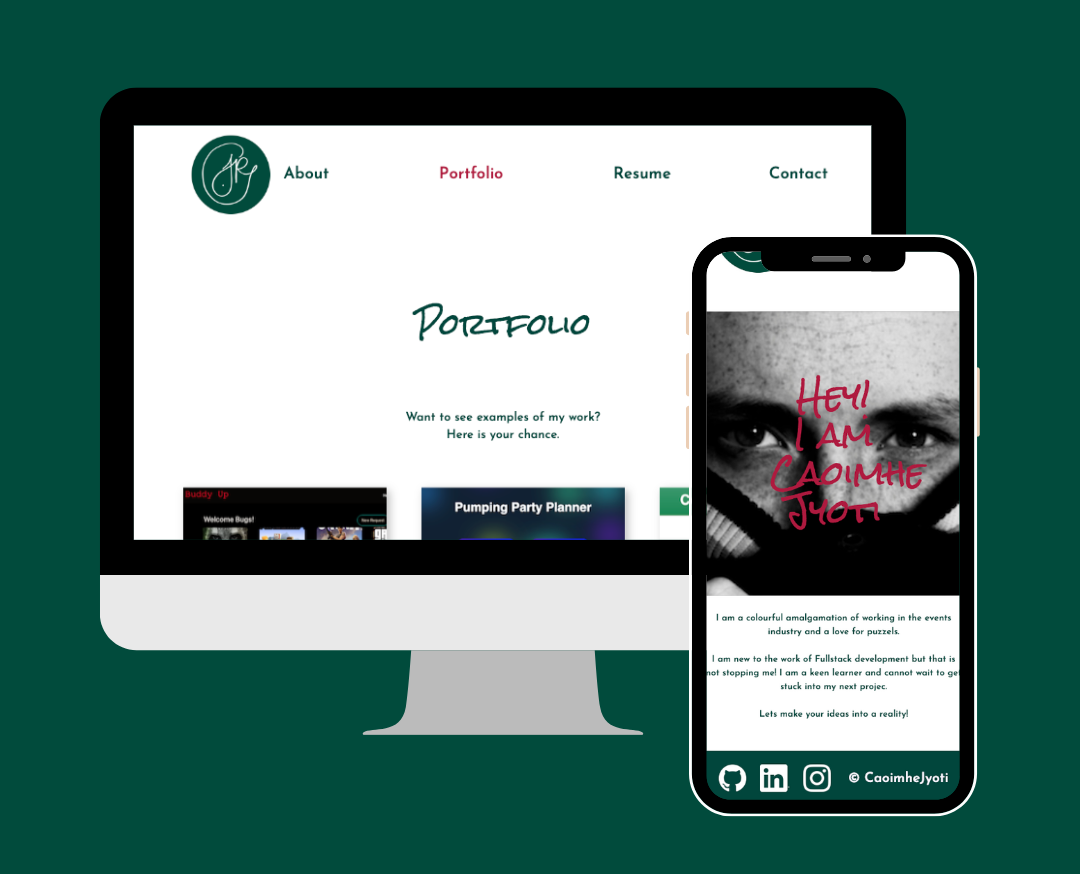 About
Portfolio
Resume
Contact
Portfolio
Want to see examples of my work?
Here is your chance.
Buddy Up
Welcome Bugs!
New Request
Pumping Party Planner
C
Hey!
I am
Caoimhe
Jyoti
I am a colourful amalgamation of working in the events
industry and a love for puzzels.
I am new to the work of Fullstack development but that is
not stopping me! I am a keen learner and cannot wait to get
stuck into my next projec.
Lets make your ideas into a reality!
in
© CaoimheJyoti